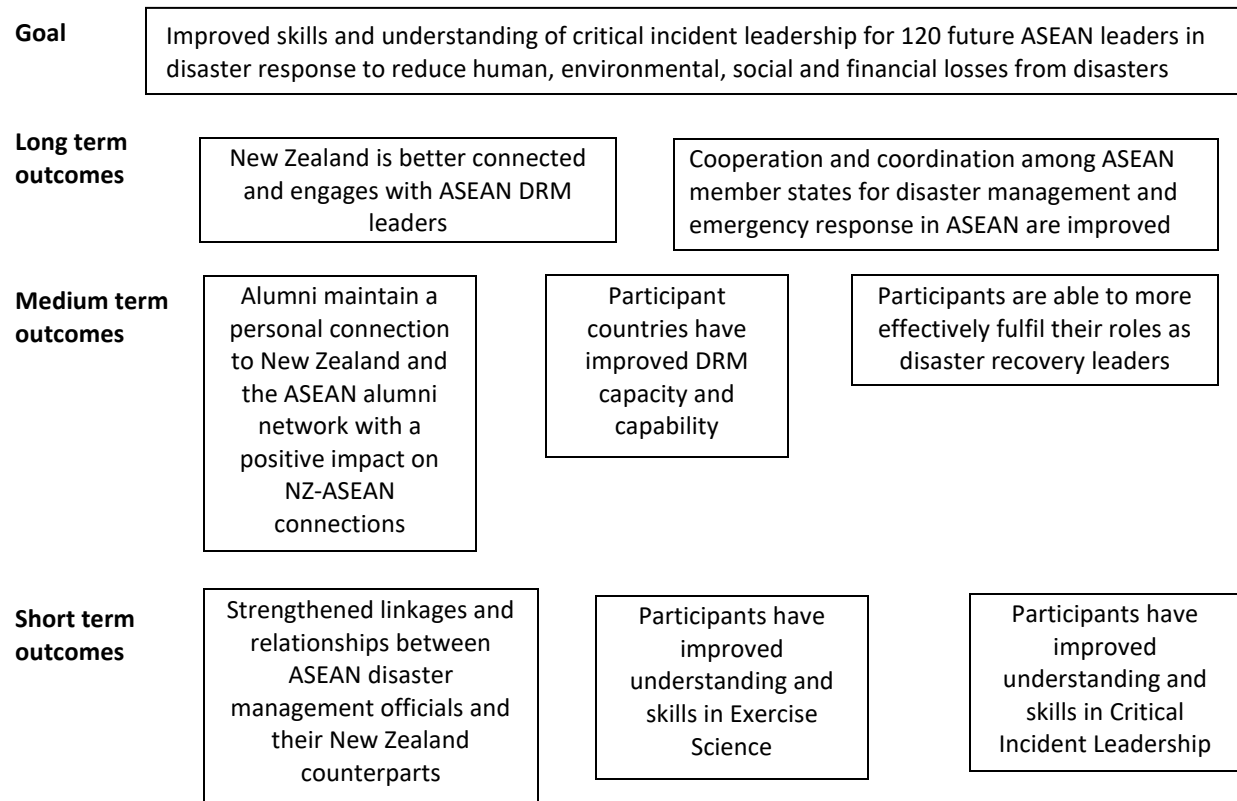 Goal
Improved skills and understanding of critical incident leadership for 120 future ASEAN leaders in
disaster response to reduce human, environmental, social and financial losses from disasters
Long term
outcomes
New Zealand is better connected
and engages with ASEAN DRM
leaders
Cooperation and coordination among ASEAN
member states for disaster management and
emergency response in ASEAN are improved
Medium term
outcomes
Alumni maintain a
personal connection
to New Zealand and
the ASEAN alumni
network with a
positive impact on
NZ-ASEAN
connections
Participant
countries have
improved DRM
capacity and
capability
Participants are able to more
effectively fulfil their roles as
disaster recovery leaders
Short term
outcomes
Strengthened linkages and
relationships between
ASEAN disaster
management officials and
their New Zealand
counterparts
Participants have
improved
understanding and
skills in Exercise
Science
Participants have
improved
understanding and
skills in Critical
Incident Leadership